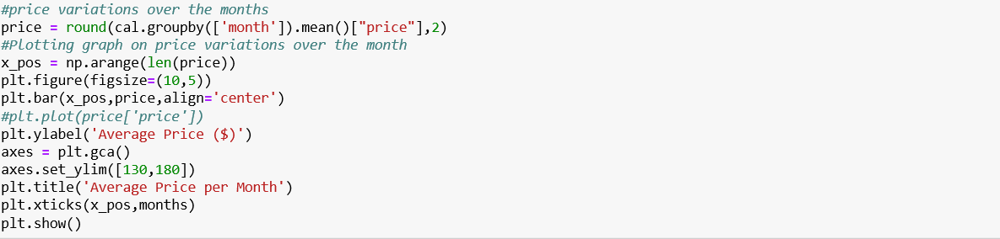 #price variations over the months
price = round(cal.groupby(['month']).mean()["price"],2)
#Plotting graph on price variations over the month
x_pos = np.arange(len(price))
plt.figure(figsize=(10,5))
plt.bar(x_pos,price,align='center')
#plt.plot(price['price'])
plt.ylabel('Average Price ($)')
axes = plt.gca()
axes.set_ylim([130,180])
plt.title('Average Price per Month')
plt.xticks(x_pos,months)
plt.show()